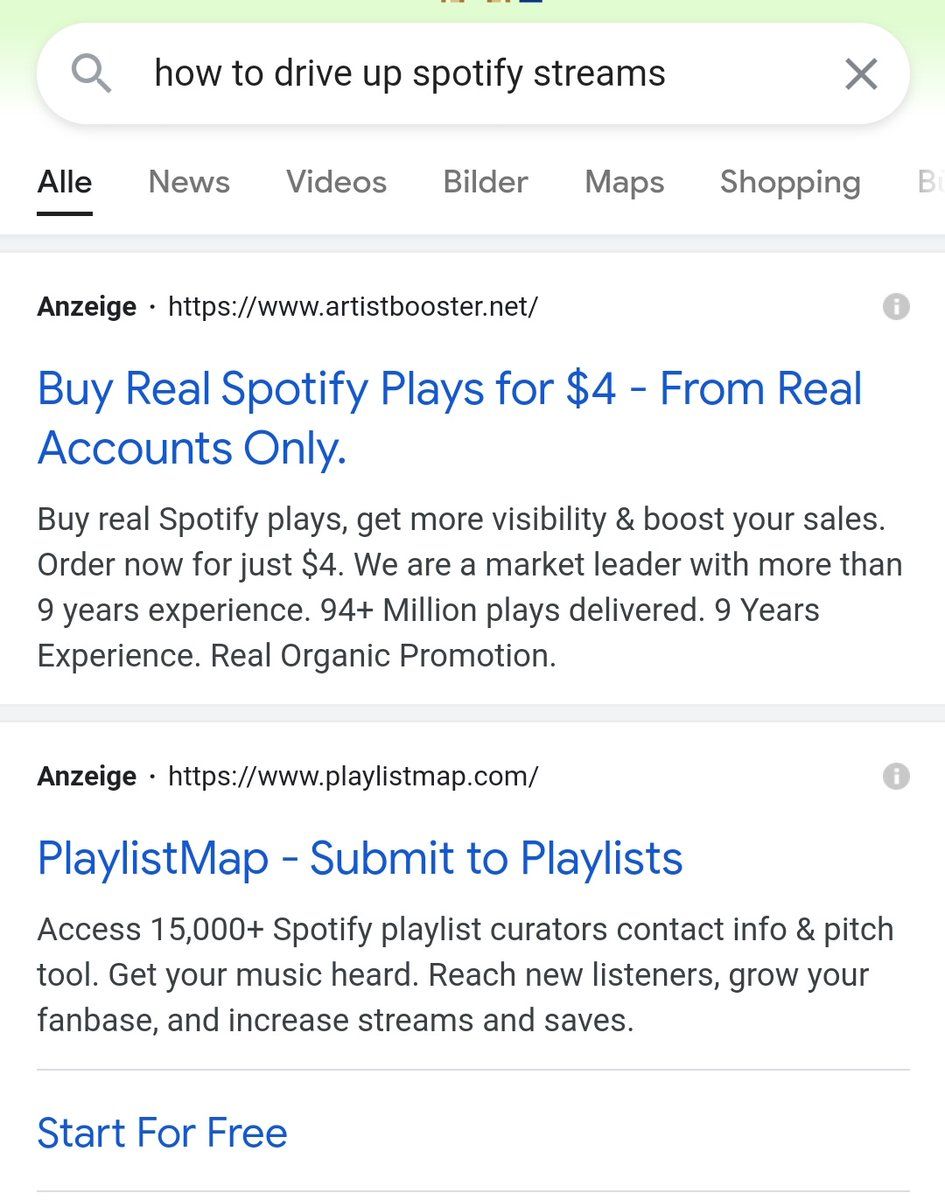 how to drive up spotify streams
Alle News Videos Bilder Maps Shopping
Anzeige · https://www.artistbooster.net/
Buy Real Spotify Plays for $4 - From Real
Accounts Only.
Buy real Spotify plays, get more visibility & boost your sales.
Order now for just $4. We are a market leader with more than
9 years experience. 94+ Million plays delivered. 9 Years
Experience. Real Organic Promotion.
Anzeige · https://www.playlistmap.com/
PlaylistMap - Submit to Playlists
Access 15,000+ Spotify playlist curators contact info & pitch
tool. Get your music heard. Reach new listeners, grow your
fanbase, and increase streams and saves.
Start For Free